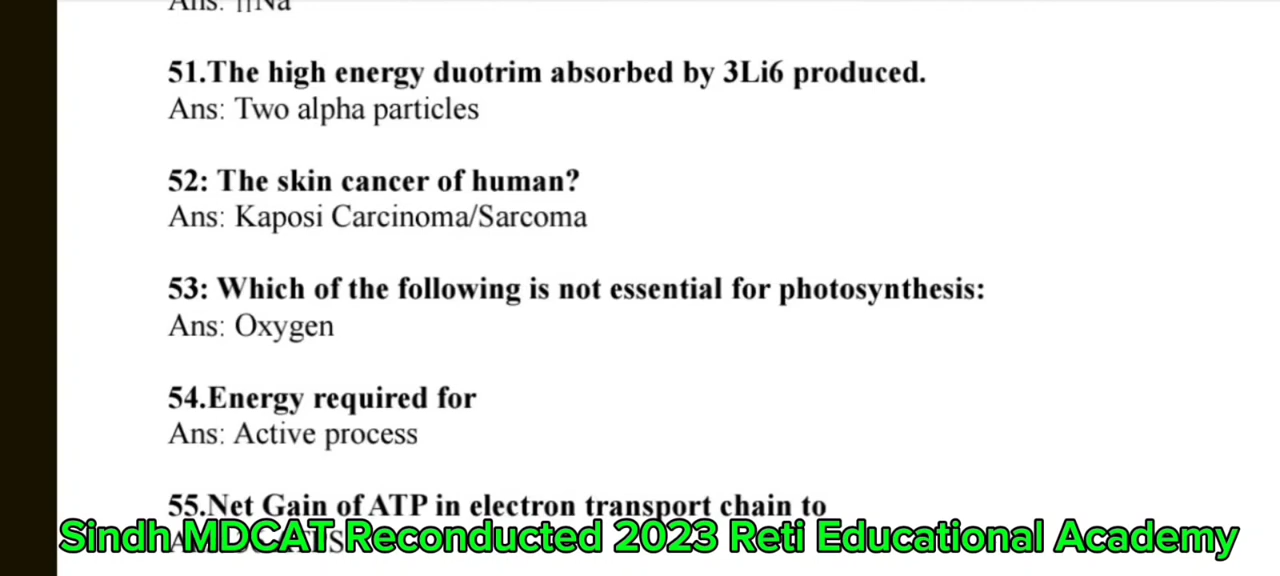 51.The high energy duotrim absorbed by 3Li6 produced.
Ans: Two alpha particles
52: The skin cancer of human?
Ans: Kaposi Carcinoma/Sarcoma
53: Which of the following is not essential for photosynthesis:
Ans: Oxygen
54.Energy required for
Ans: Active process
55.Net Gain of ATP in electron transport chain to
Sindh MDCAT Reconducted 2023 Reti Educational Academy